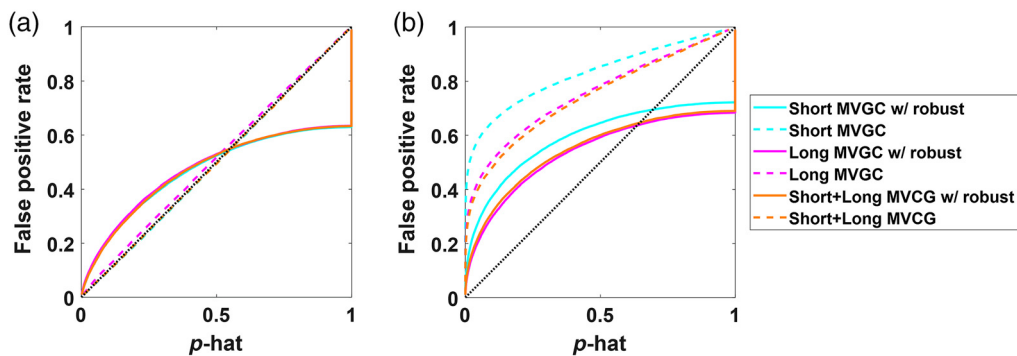 (a)
False positive rate
1
0.8
0.6
0.4
0.2
0
0
0.5
1
p-hat
(b)
False positive rate
1
0.8
0.6
0.4
0.2
0
0
0.5
1
p-hat
Short MVGC w/ robust
Short MVGC
Long MVGC w/ robust
Long MVGC
Short+Long MVCG w/ robust
Short+Long MVCG